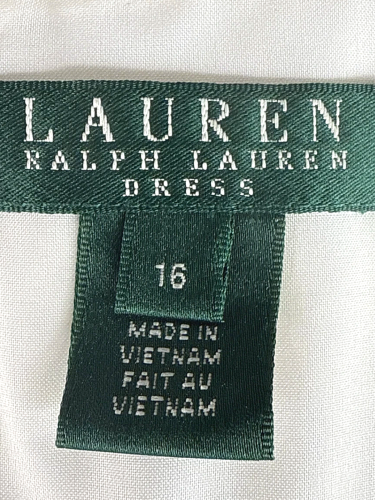 LAUREN
RALPH LAUREN
DRESS
16
MADE IN
VIETNAM
FAIT AU
VIETNAM